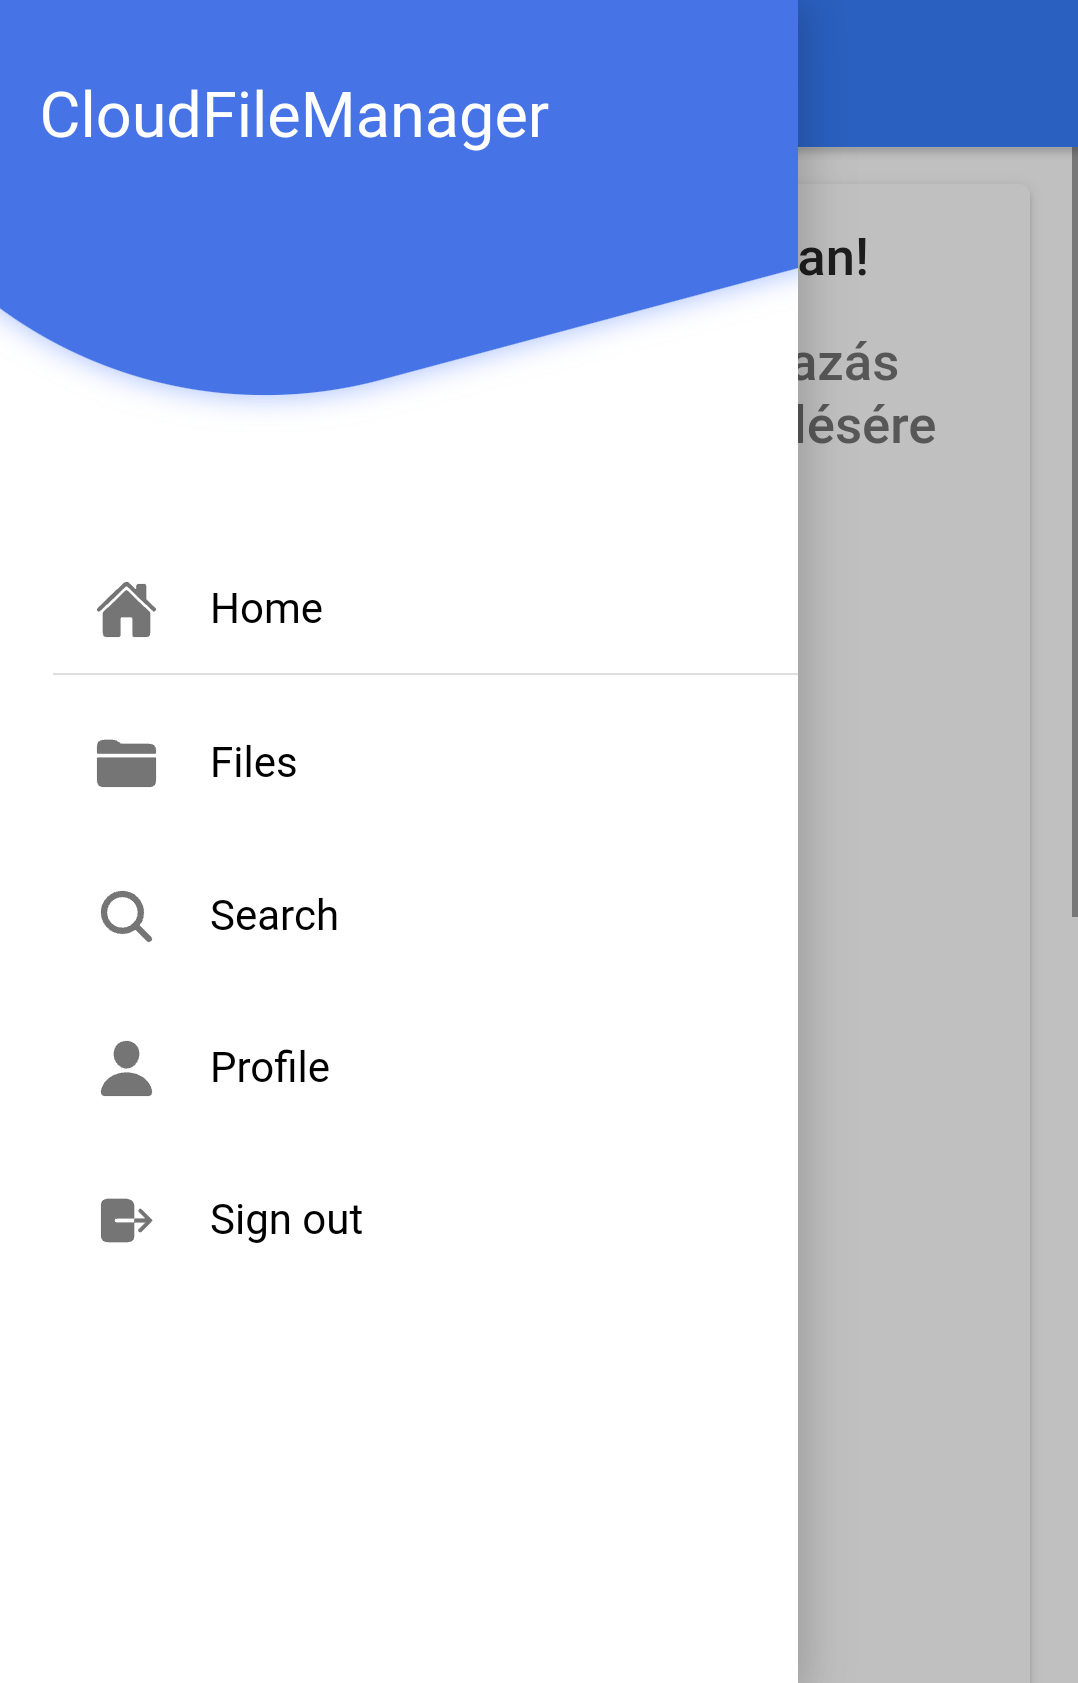 CloudFileManager
an!
azás
lésére
Home
Files
Search
Profile
Sign out